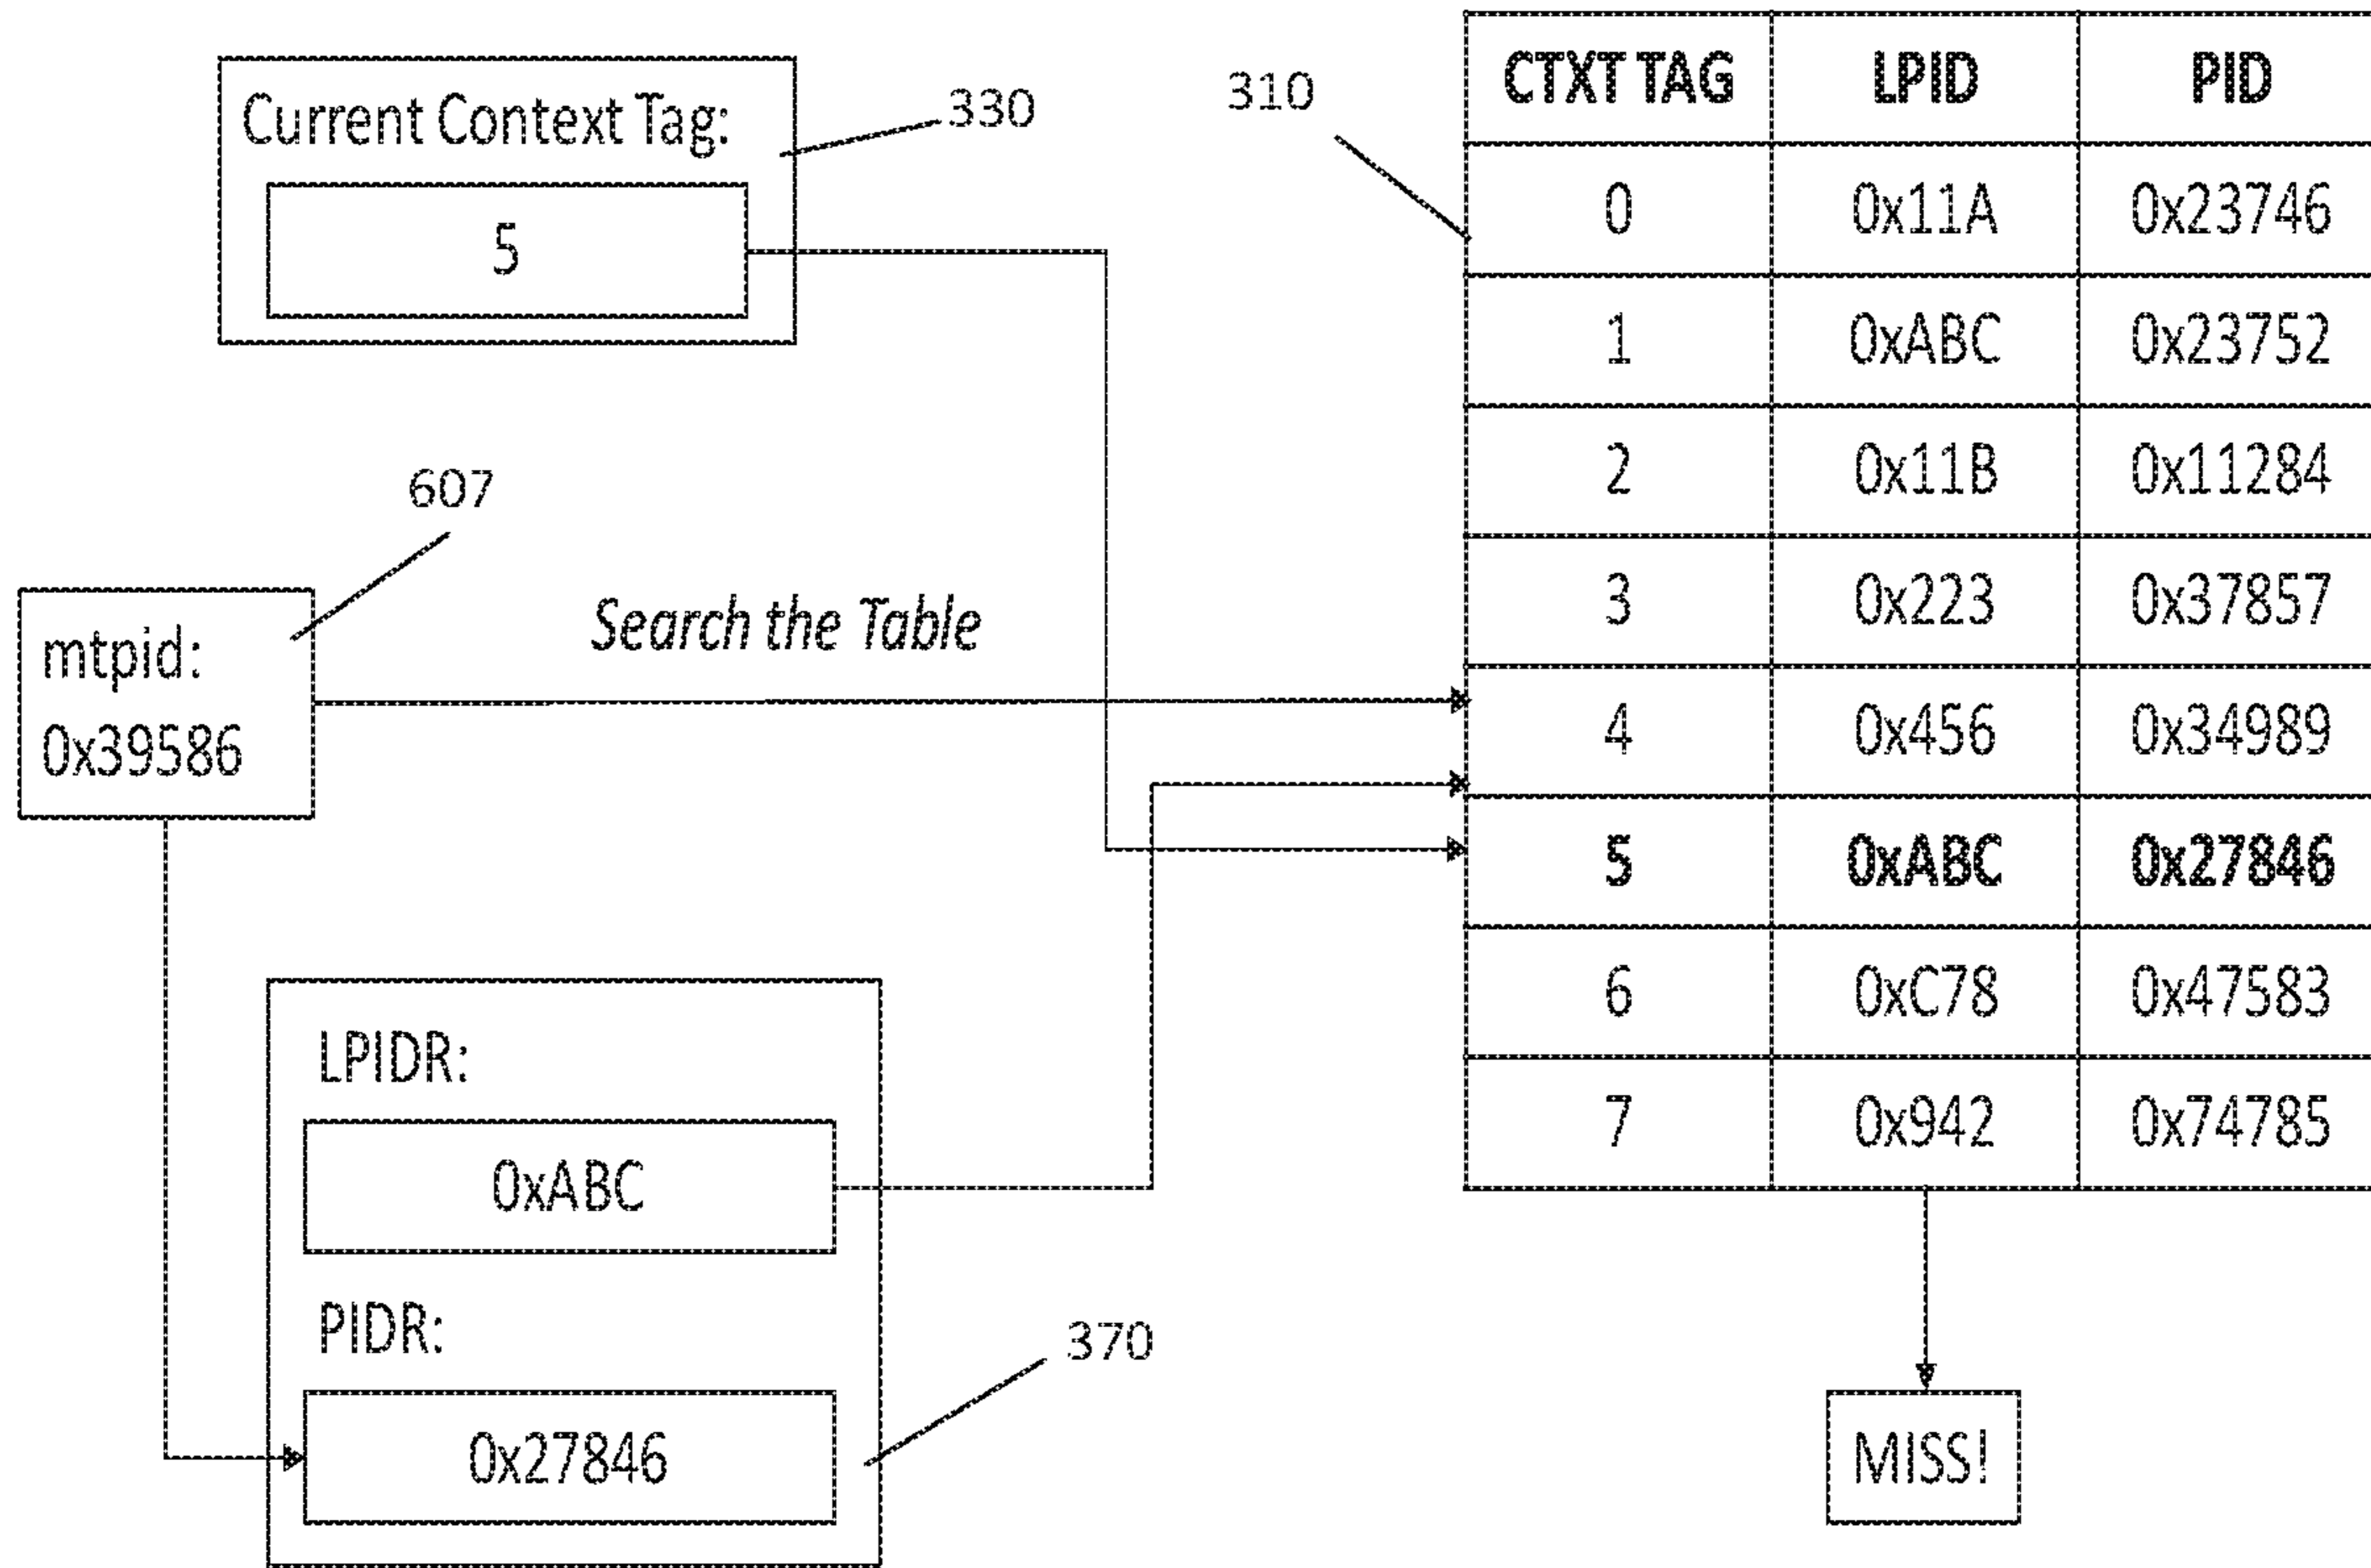 Current Context Tag:
5
330
310
CTXT TAG LPID PID
0 0x11A 0x23746
1 0xABC 0x23752
2 0x11B 0x11284
3 0x223 0x37857
4 0x456 0x34989
5 0xABC 0x27846
6 0xC78 0x47583
7 0x942 0x74785
607
mtpid:
0x39586
Search the Table
LPIDR:
0xABC
PIDR:
0x27846
370
MISS!